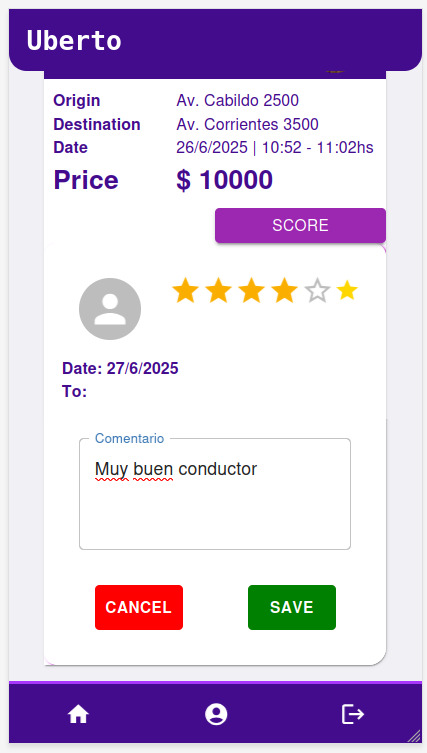 Uberto
Origin Av. Cabildo 2500
Destination Av. Corrientes 3500
Date 26/6/2025 | 10:52 - 11:02hs
Price $ 10000
SCORE
Date: 27/6/2025
To:
Comentario
Muy buen conductor
CANCEL SAVE